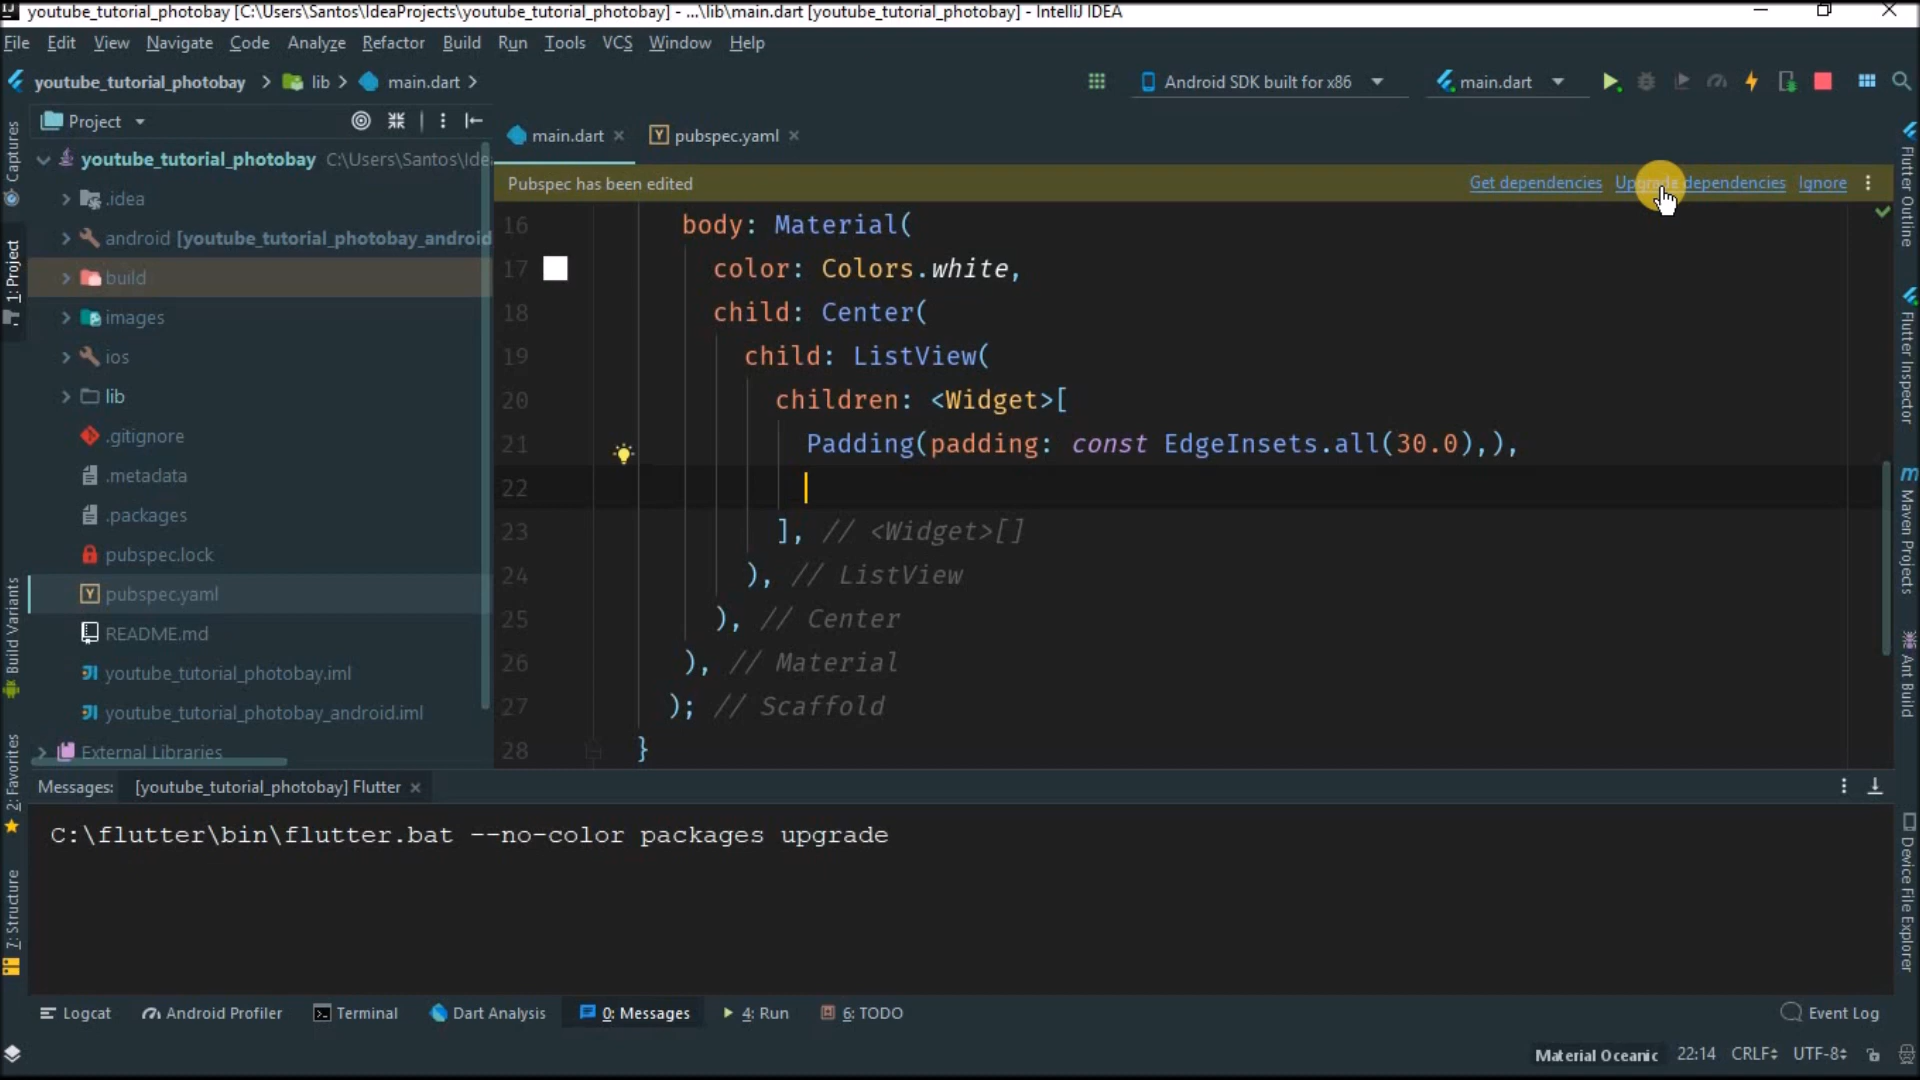 youtube_tutorial_photobay [C:\Users\Santos\IdeaProjects\youtube_tutorial_photobay] - ...\lib\main.dart [youtube_tutorial_photobay] - IntelliJ IDEA
File Edit View Navigate Code Analyze Refactor Build Run Tools VCS Window Help
youtube_tutorial_photobay lib main.dart Android SDK built for x86 main.dart
Project
main.dart pubspec.yaml
youtube_tutorial_photobay C:\Users\Santos\Ide
Pubspec has been edited Get dependencies Upgrade dependencies Ignore
.idea
android [youtube_tutorial_photobay_android
build
images
ios
lib
.gitignore
.metadata
.packages
pubspec.lock
pubspec.yaml
README.md
youtube_tutorial_photobay.iml
youtube_tutorial_photobay_android.iml
External Libraries
16 body: Material(
17 color: Colors.white,
18 child: Center(
19 child: ListView(
20 children: <Widget>[
21 Padding(padding: const EdgeInsets.all(30.0),),
22
23 ], // <Widget>[]
24 ), // ListView
25 ), // Center
26 ), // Material
27 ); // Scaffold
28 }
Captures
1: Project
Build Variants
2: Favorites
7: Structure
Flutter Outline
Flutter Inspector
Maven Projects
Ant Build
Device File Explorer
Messages: [youtube_tutorial_photobay] Flutter
C:\flutter\bin\flutter.bat --no-color packages upgrade
Logcat Android Profiler Terminal Dart Analysis 0: Messages 4: Run 6: TODO Event Log
Material Oceanic 22:14 CRLF UTF-8